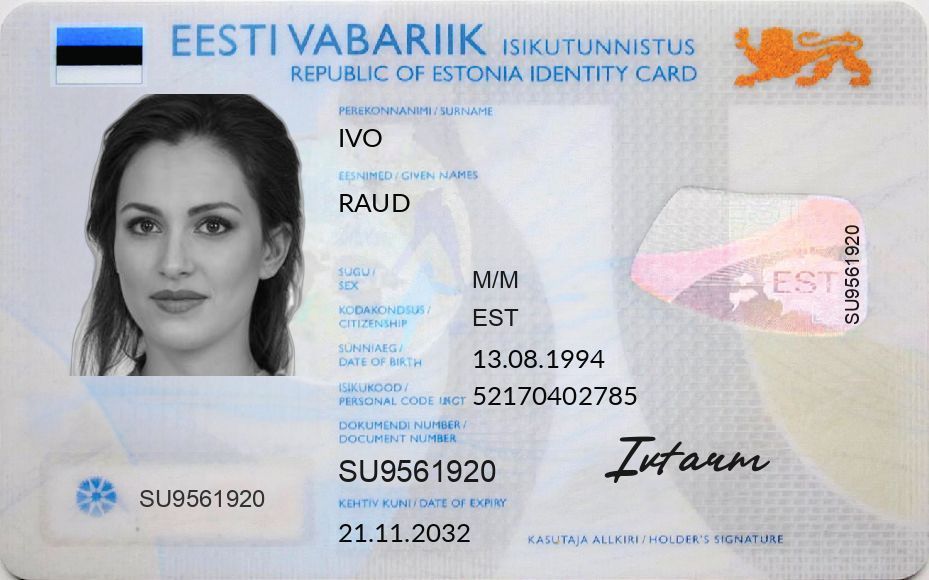 EESTI VABARIIK ISIKUTUNNISTUS
REPUBLIC OF ESTONIA IDENTITY CARD
PEREKONNANIMI / SURNAME
IVO
EESNIMED / GIVEN NAMES
RAUD
SUGU /
SEX
M/M
KODAKONDSUS /
CITIZENSHIP
EST
SÜNNIAEG /
DATE OF BIRTH
13.08.1994
ISIKUKOOD /
PERSONAL CODE
52170402785
DOKUMENDI NUMBER /
DOCUMENT NUMBER
SU9561920
KEHTIV KUNI / DATE OF EXPIRY
21.11.2032
SU9561920
EST
SU9561920
KASUTAJA ALLKIRI / HOLDER'S SIGNATURE